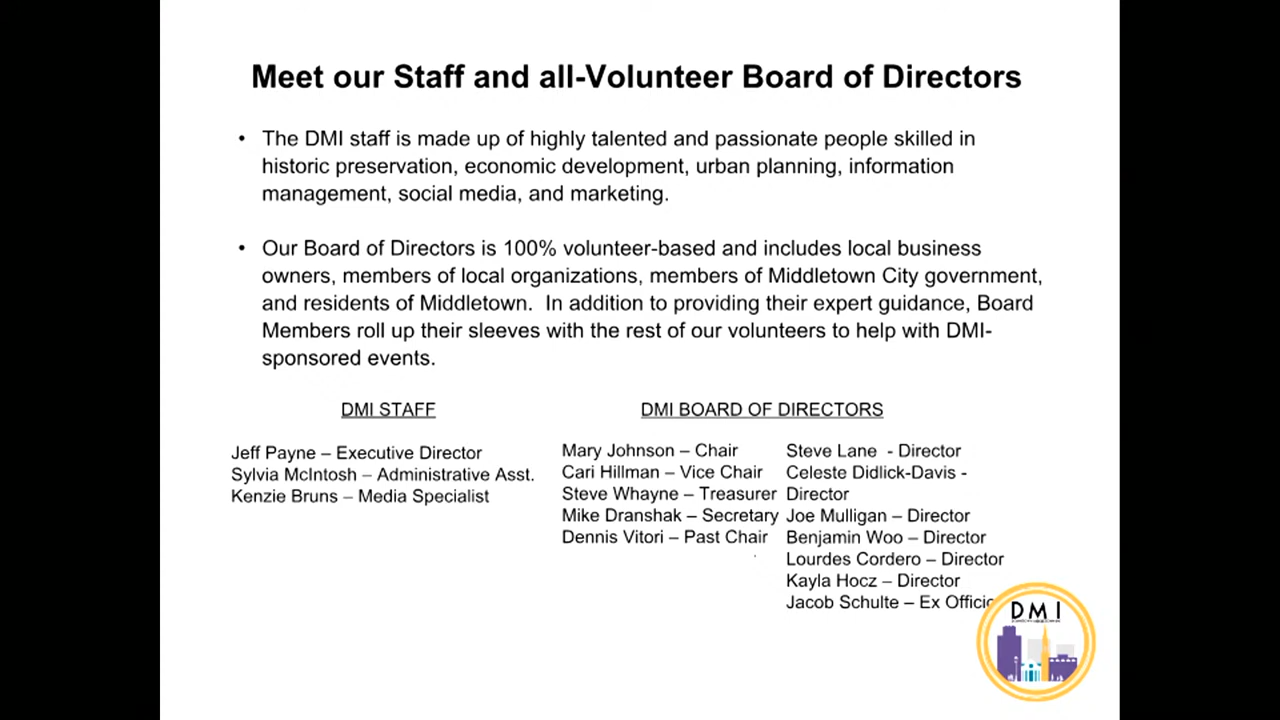 Meet our Staff and all-Volunteer Board of Directors
• The DMI staff is made up of highly talented and passionate people skilled in
historic preservation, economic development, urban planning, information
management, social media, and marketing.
• Our Board of Directors is 100% volunteer-based and includes local business
owners, members of local organizations, members of Middletown City government,
and residents of Middletown.  In addition to providing their expert guidance, Board
Members roll up their sleeves with the rest of our volunteers to help with DMI-
sponsored events.
DMI STAFF
Jeff Payne – Executive Director
Sylvia McIntosh – Administrative Asst.
Kenzie Bruns – Media Specialist
DMI BOARD OF DIRECTORS
Mary Johnson – Chair
Cari Hillman – Vice Chair
Steve Whayne – Treasurer
Mike Dranshak – Secretary
Dennis Vitori – Past Chair
Steve Lane  - Director
Celeste Didlick-Davis -
Director
Joe Mulligan – Director
Benjamin Woo – Director
Lourdes Cordero – Director
Kayla Hocz – Director
Jacob Schulte – Ex Officio
DMI